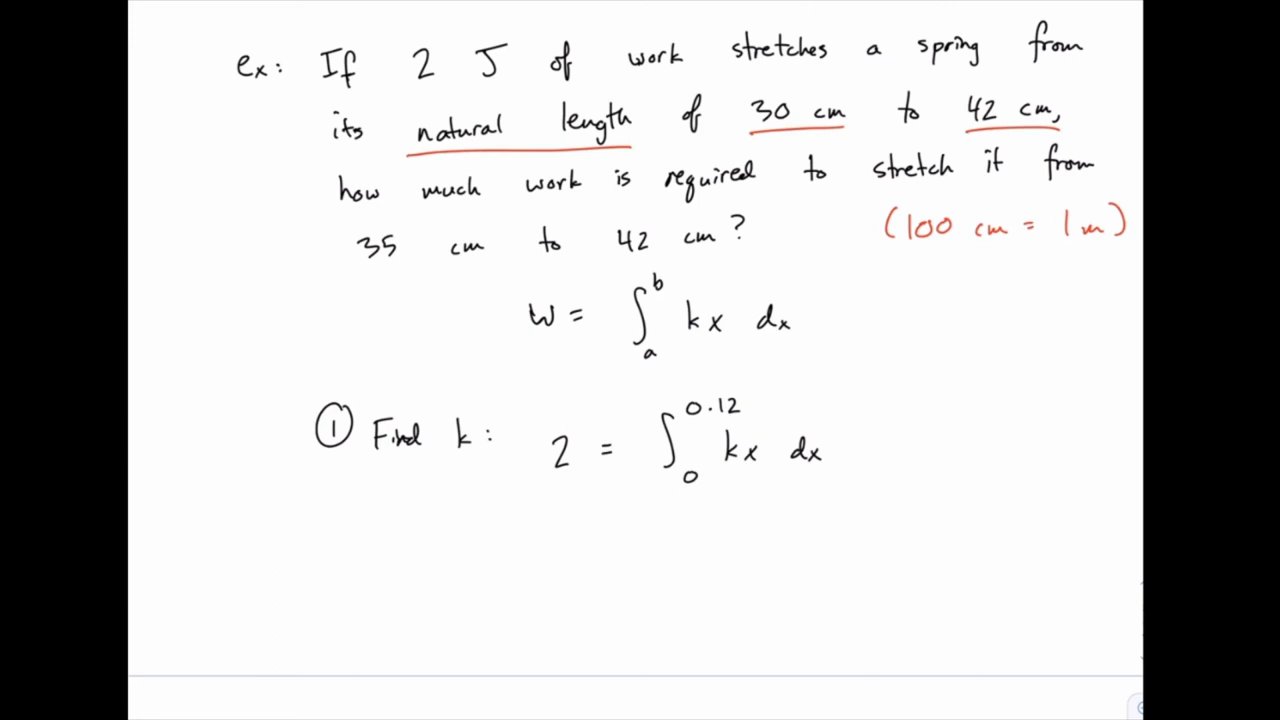 ex: If 2 J of work stretches a spring from
its natural length of 30 cm to 42 cm,
how much work is required to stretch it from
35 cm to 42 cm? (100 cm = 1 m)
W = ∫_a^b kx dx
① Find k: 2 = ∫_0^0.12 kx dx